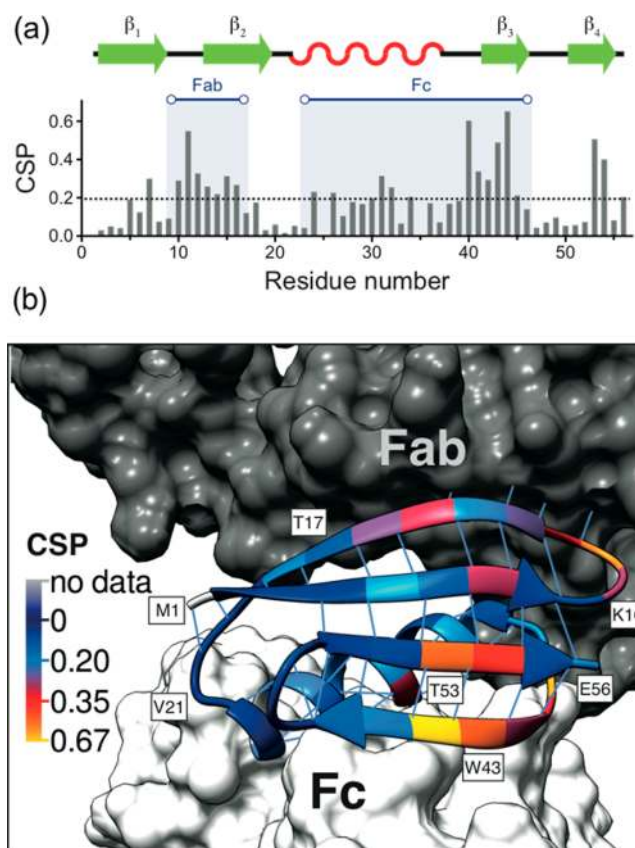 (a)
β1 β2 β3 β4
Fab Fc
CSP
0.6
0.4
0.2
0.0
0 10 20 30 40 50
Residue number
(b)
Fab
T17
CSP
no data
0
0.20
0.35
0.67
M1
K10
V21
T53
E56
W43
Fc